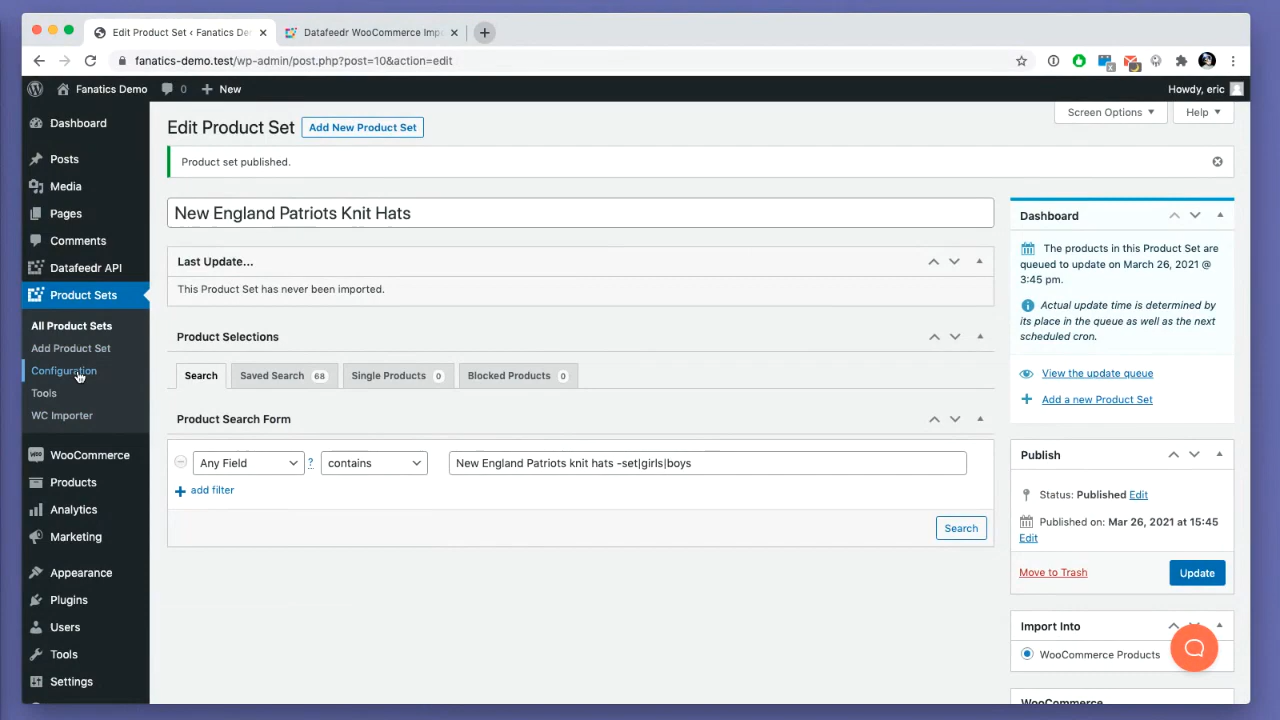 Edit Product Set ‹ Fanatics De
Datafeedr WooCommerce Impo
fanatics-demo.test/wp-admin/post.php?post=10&action=edit
Fanatics Demo
0
New
Howdy, eric
Dashboard
Posts
Media
Pages
Comments
Datafeedr API
Product Sets
All Product Sets
Add Product Set
Configuration
Tools
WC Importer
WooCommerce
Products
Analytics
Marketing
Appearance
Plugins
Users
Tools
Settings
Screen Options
Help
Edit Product Set
Add New Product Set
Product set published.
New England Patriots Knit Hats
Last Update...
This Product Set has never been imported.
Product Selections
Search
Saved Search 68
Single Products 0
Blocked Products 0
Product Search Form
Any Field
?
contains
New England Patriots knit hats -set|girls|boys
add filter
Search
Dashboard
The products in this Product Set are
queued to update on March 26, 2021 @
3:45 pm.
Actual update time is determined by
its place in the queue as well as the next
scheduled cron.
View the update queue
Add a new Product Set
Publish
Status: Published Edit
Published on: Mar 26, 2021 at 15:45
Edit
Move to Trash
Update
Import Into
WooCommerce Products
WooCommerce